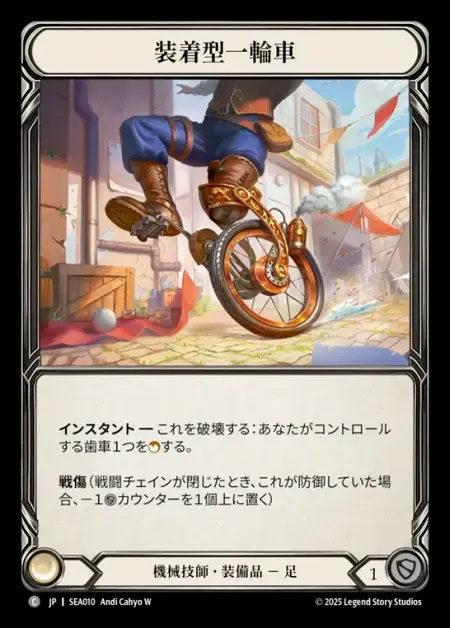 装着型一輪車
インスタント ー これを破壊する：あなたがコントロール
する歯車１つをする。
戦傷（戦闘チェインが閉じたとき、これが防御していた場
合、－１カウンターを１個上に置く）
機械技師・装備品 － 足
1
C JP SEA010 Andi Cahyo W
© 2025 Legend Story Studios